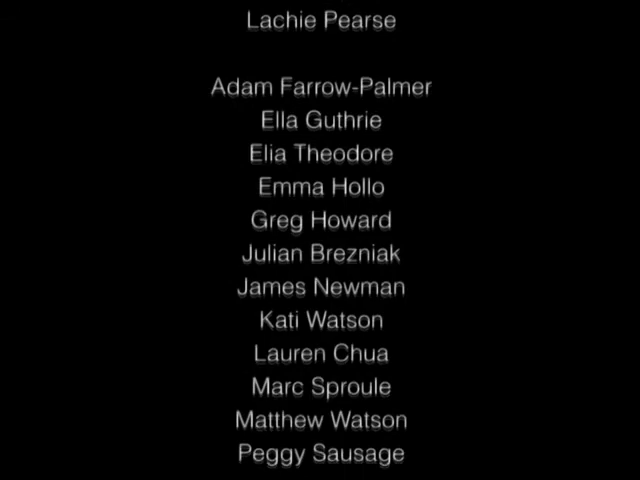 Lachie Pearse
Adam Farrow-Palmer
Ella Guthrie
Elia Theodore
Emma Hollo
Greg Howard
Julian Brezniak
James Newman
Kati Watson
Lauren Chua
Marc Sproule
Matthew Watson
Peggy Sausage